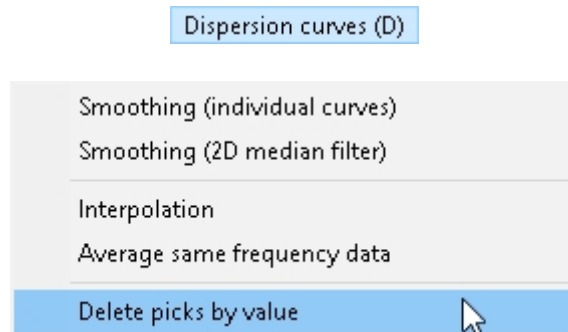 Dispersion curves (D)
Smoothing (individual curves)
Smoothing (2D median filter)
Interpolation
Average same frequency data
Delete picks by value